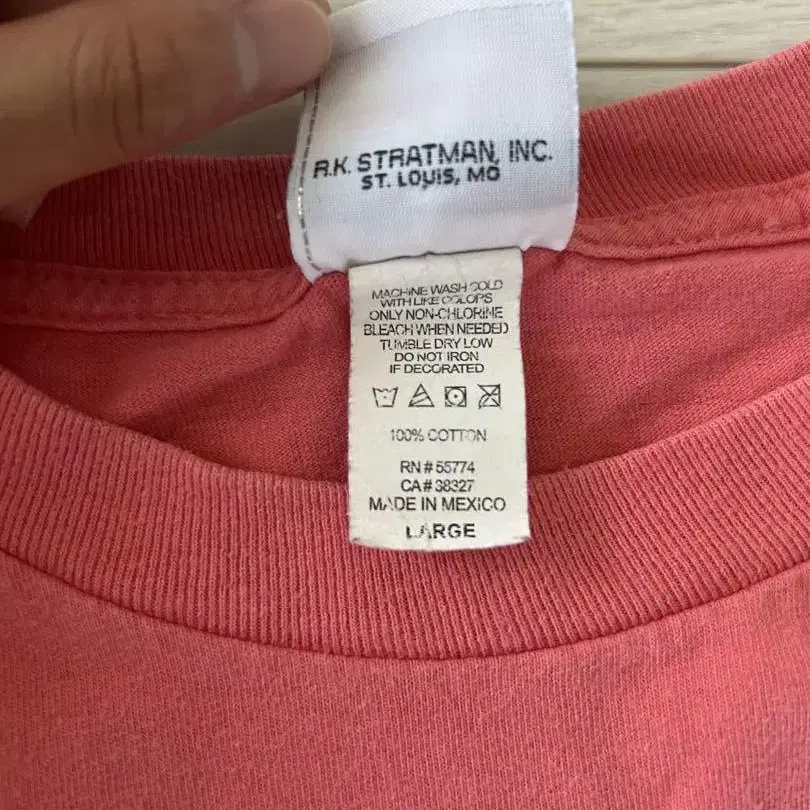 R.K. STRATMAN, INC.
ST. LOUIS, MO
MACHINE WASH COLD
WITH LIKE COLORS
ONLY NON-CHLORINE
BLEACH WHEN NEEDED
TUMBLE DRY LOW
DO NOT IRON
IF DECORATED
100% COTTON
RN # 55774
CA # 38327
MADE IN MEXICO
LARGE